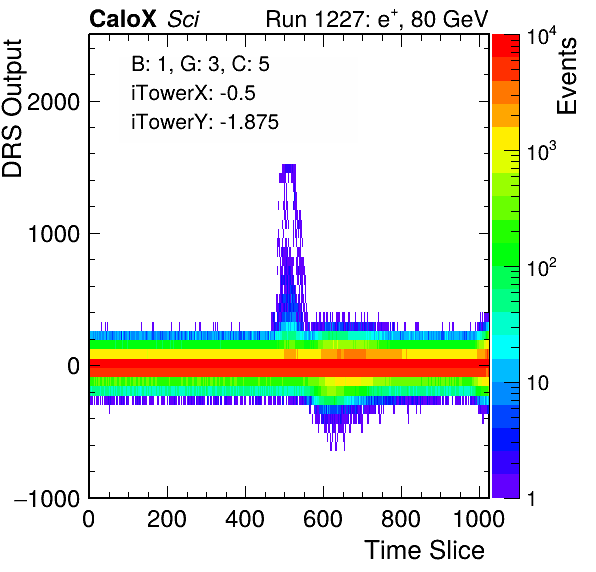 CaloX Sci Run 1227: e⁺, 80 GeV
B: 1, G: 3, C: 5
iTowerX: -0.5
iTowerY: -1.875
DRS Output
2000
1000
0
−1000
0 200 400 600 800 1000
Time Slice
Events
10⁴
10³
10²
10
1